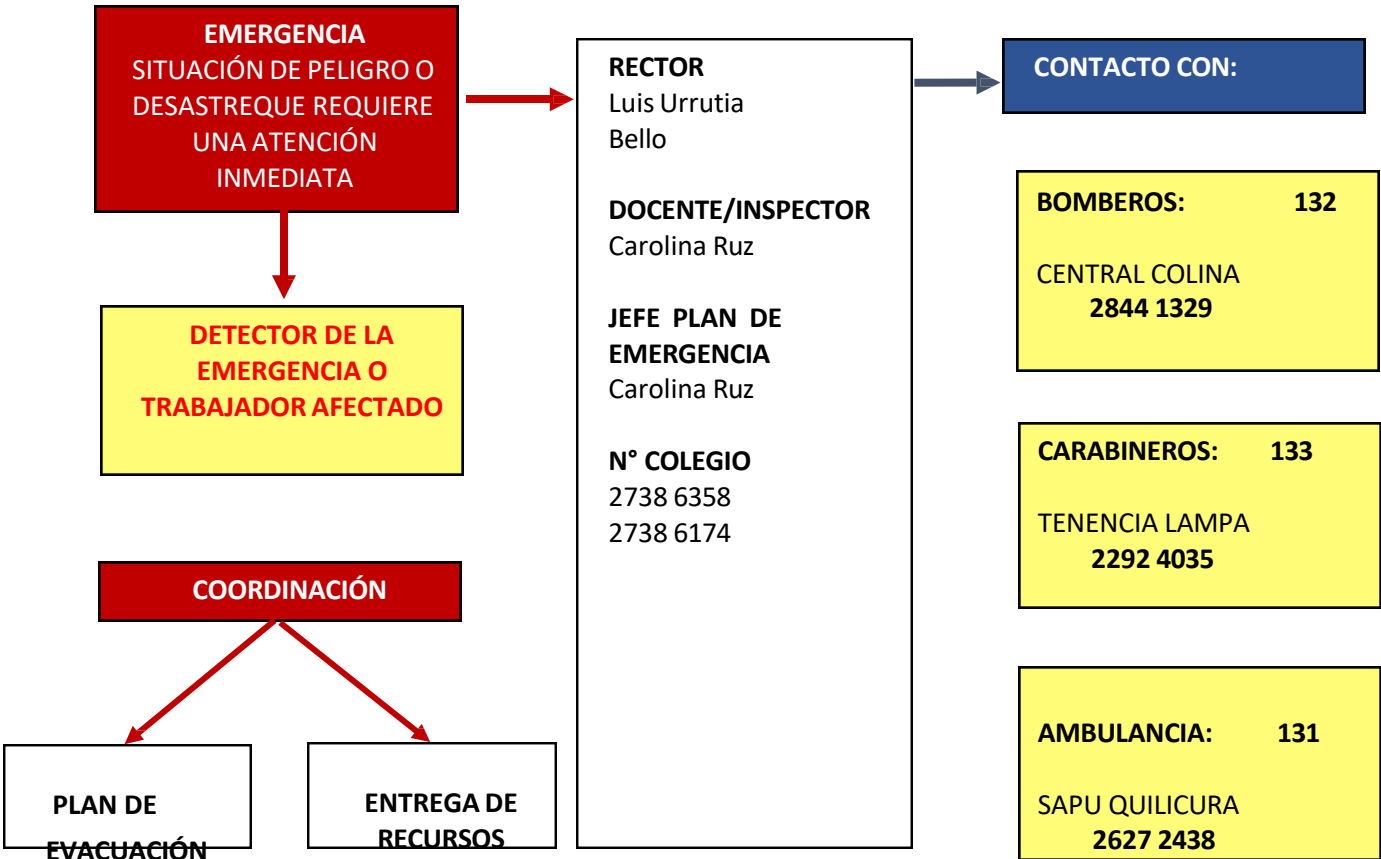 EMERGENCIA
SITUACIÓN DE PELIGRO O
DESASTREQUE REQUIERE
UNA ATENCIÓN
INMEDIATA
DETECTOR DE LA
EMERGENCIA O
TRABAJADOR AFECTADO
COORDINACIÓN
PLAN DE
EVACUACIÓN
ENTREGA DE
RECURSOS
RECTOR
Luis Urrutia
Bello
DOCENTE/INSPECTOR
Carolina Ruz
JEFE PLAN DE
EMERGENCIA
Carolina Ruz
N° COLEGIO
2738 6358
2738 6174
CONTACTO CON:
BOMBEROS: 132
CENTRAL COLINA
2844 1329
CARABINEROS: 133
TENENCIA LAMPA
2292 4035
AMBULANCIA: 131
SAPU QUILICURA
2627 2438